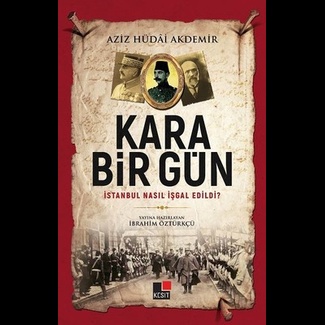 AZİZ HÜDÂİ AKDEMİR
KARA
BİR GÜN
İSTANBUL NASIL İŞGAL EDİLDİ?
YAYINA HAZIRLAYAN
İBRAHİM ÖZTÜRKÇÜ
KESİT